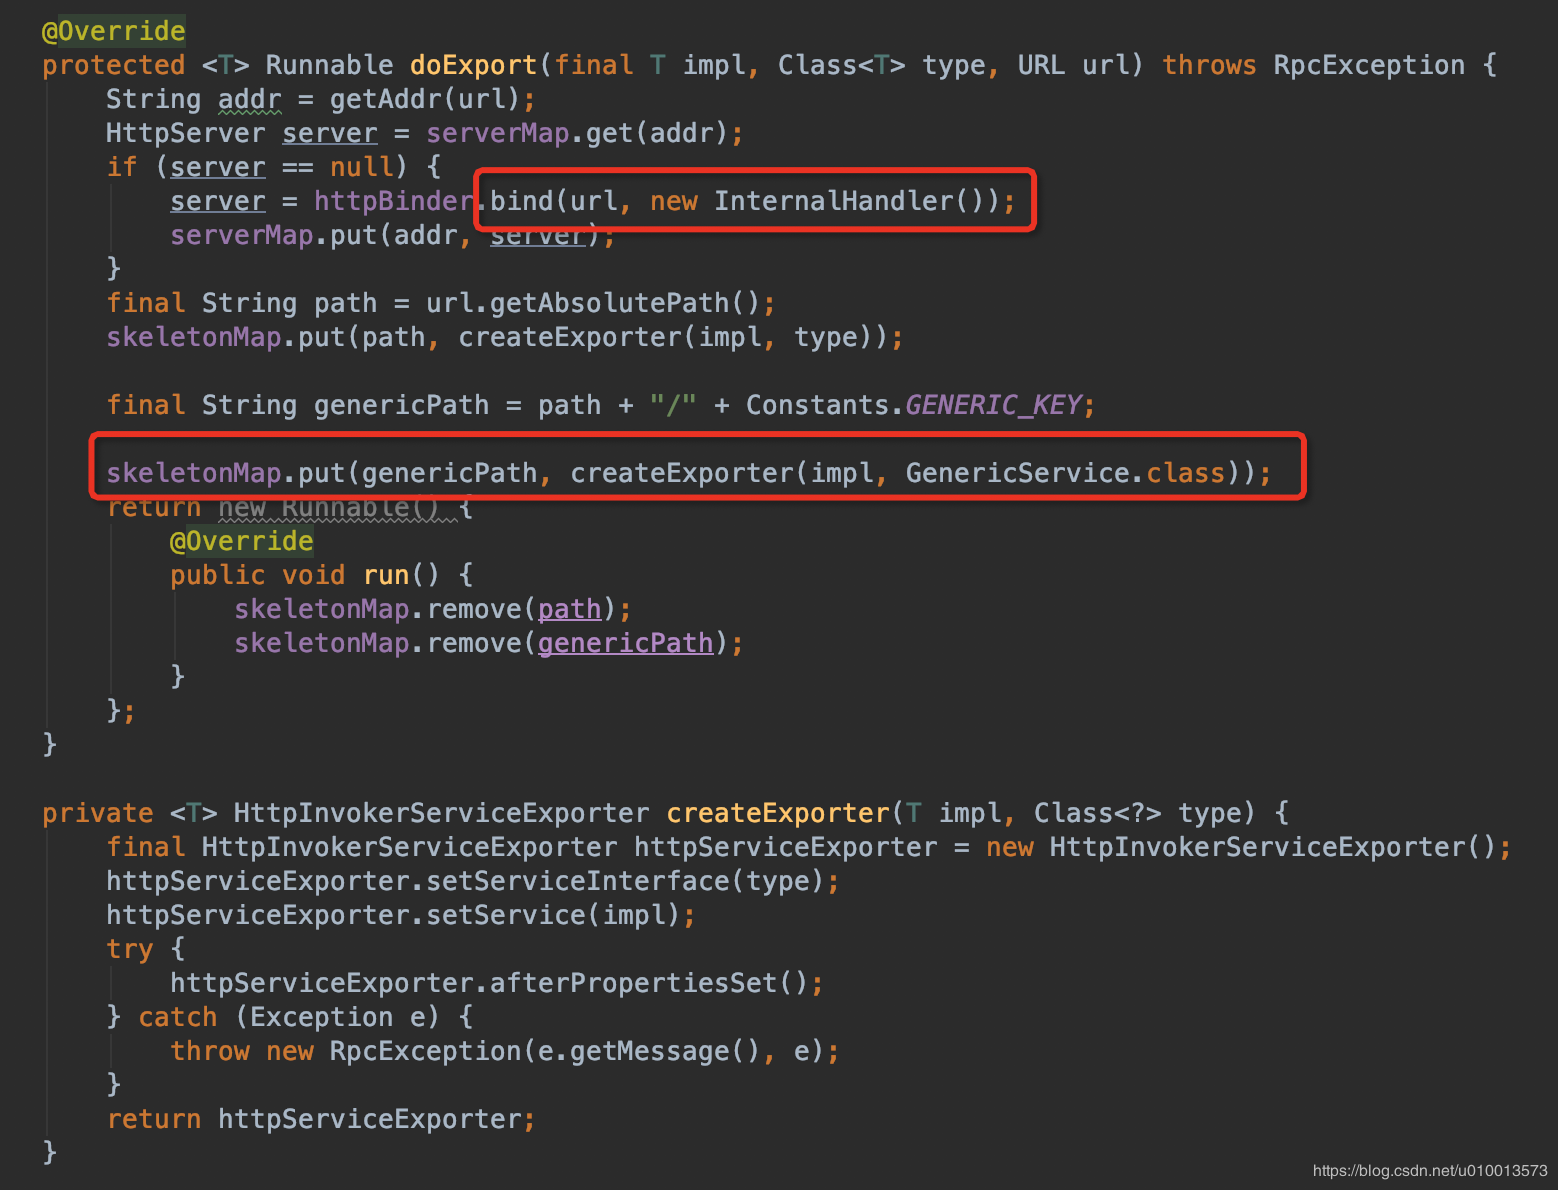 @Override
protected <T> Runnable doExport(final T impl, Class<T> type, URL url) throws RpcException {
    String addr = getAddr(url);
    HttpServer server = serverMap.get(addr);
    if (server == null) {
        server = httpBinder.bind(url, new InternalHandler());
        serverMap.put(addr, server);
    }
    final String path = url.getAbsolutePath();
    skeletonMap.put(path, createExporter(impl, type));

    final String genericPath = path + "/" + Constants.GENERIC_KEY;

    skeletonMap.put(genericPath, createExporter(impl, GenericService.class));
    return new Runnable() {
        @Override
        public void run() {
            skeletonMap.remove(path);
            skeletonMap.remove(genericPath);
        }
    };
}

private <T> HttpInvokerServiceExporter createExporter(T impl, Class<?> type) {
    final HttpInvokerServiceExporter httpServiceExporter = new HttpInvokerServiceExporter();
    httpServiceExporter.setServiceInterface(type);
    httpServiceExporter.setService(impl);
    try {
        httpServiceExporter.afterPropertiesSet();
    } catch (Exception e) {
        throw new RpcException(e.getMessage(), e);
    }
    return httpServiceExporter;
}
https://blog.csdn.net/u010013573